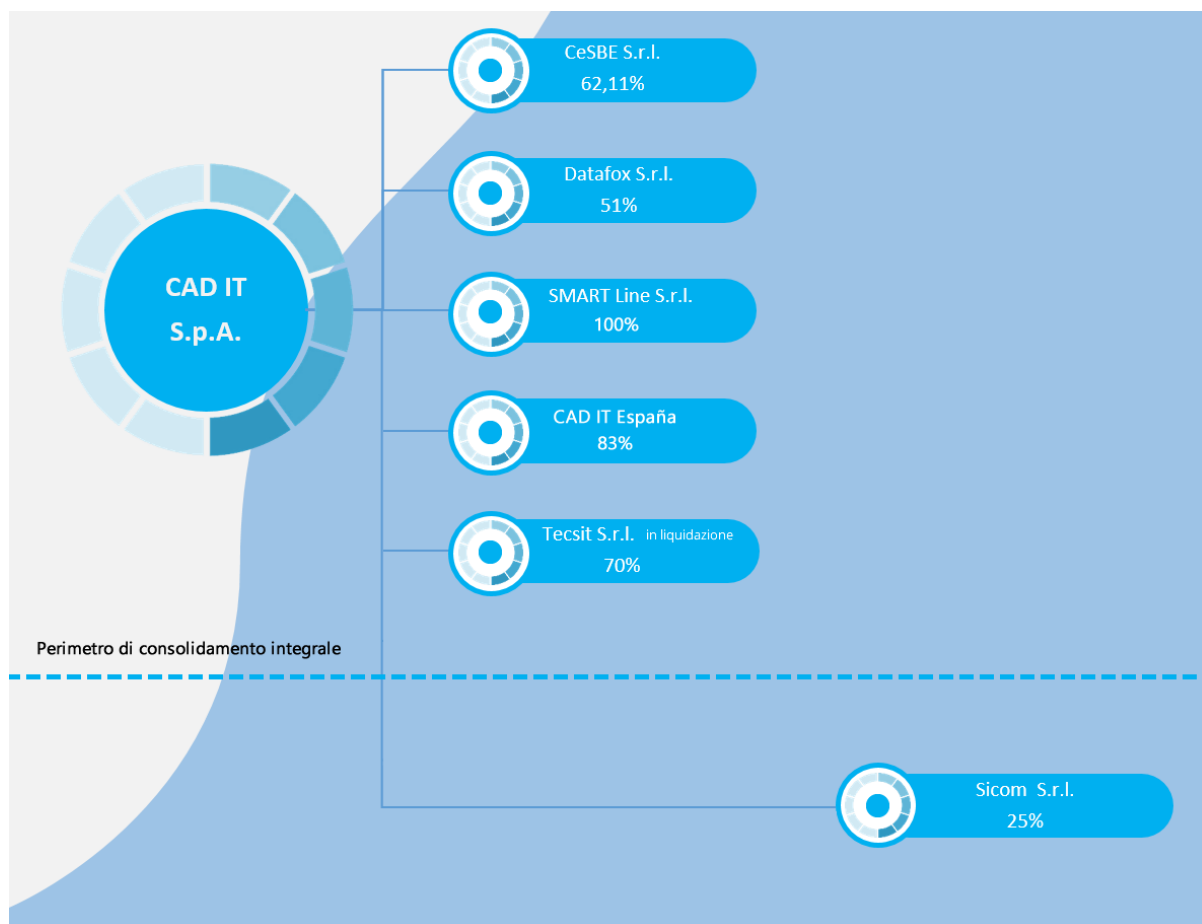 CAD IT
S.p.A.
CeSBE S.r.l.
62,11%
Datafox S.r.l.
51%
SMART Line S.r.l.
100%
CAD IT España
83%
Tecsit S.r.l. in liquidazione
70%
Perimetro di consolidamento integrale
Sicom S.r.l.
25%